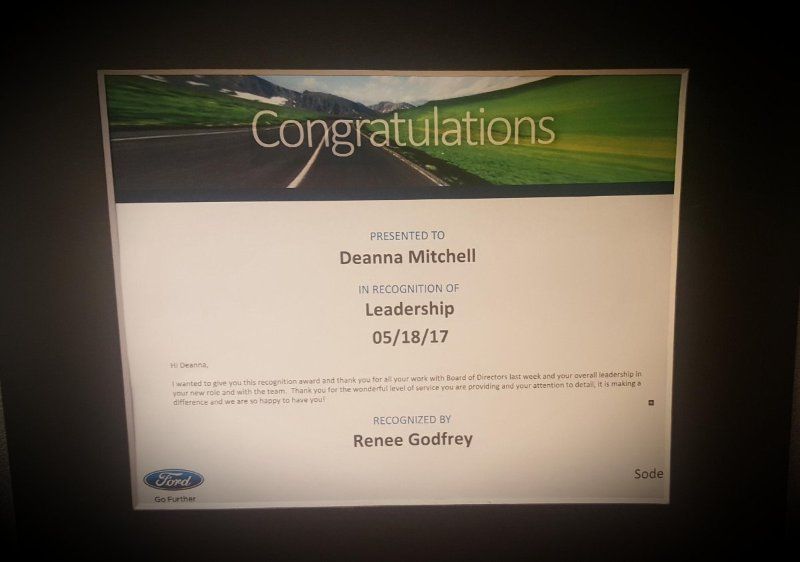 Congratulations
PRESENTED TO
Deanna Mitchell
IN RECOGNITION OF
Leadership
05/18/17
Hi Deanna,
I wanted to give you this recognition award and thank you for all your work with Board of Directors last week and your overall leadership in
your new role and with the team. Thank you for the wonderful level of service you are providing and your attention to detail, it is making a
difference and we are so happy to have you!
RECOGNIZED BY
Renee Godfrey
Ford
Go Further
Sode